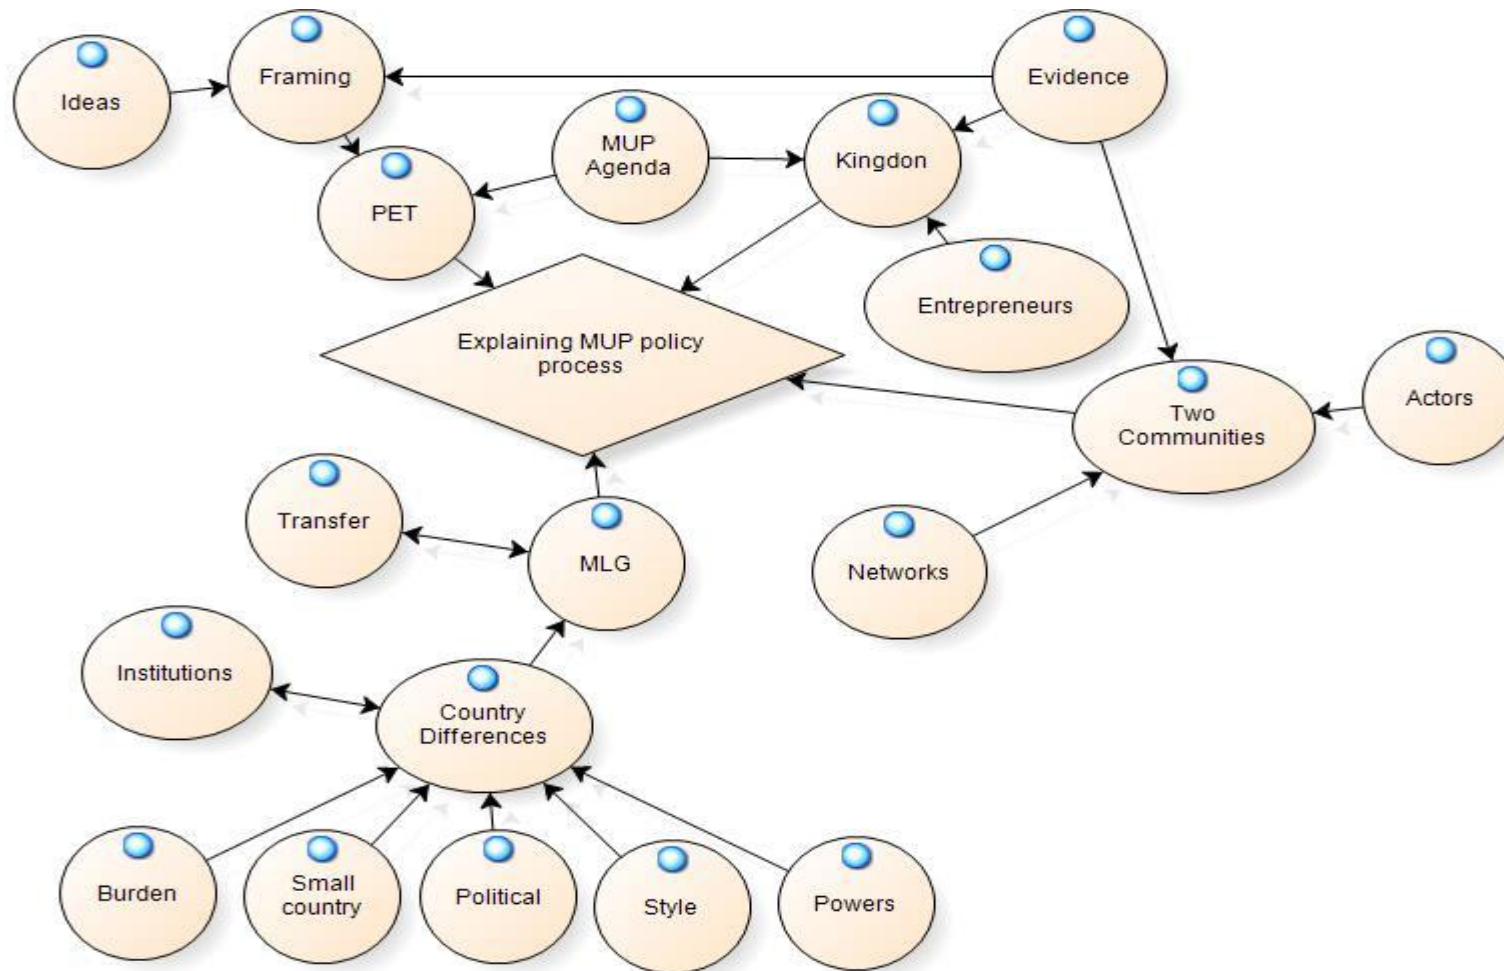 Framing
Evidence
Ideas
MUP
Agenda
Kingdon
PET
Entrepreneurs
Explaining MUP policy
process
Actors
Two
Communities
Transfer
MLG
Networks
Institutions
Country
Differences
Burden
Small
country
Political
Style
Powers